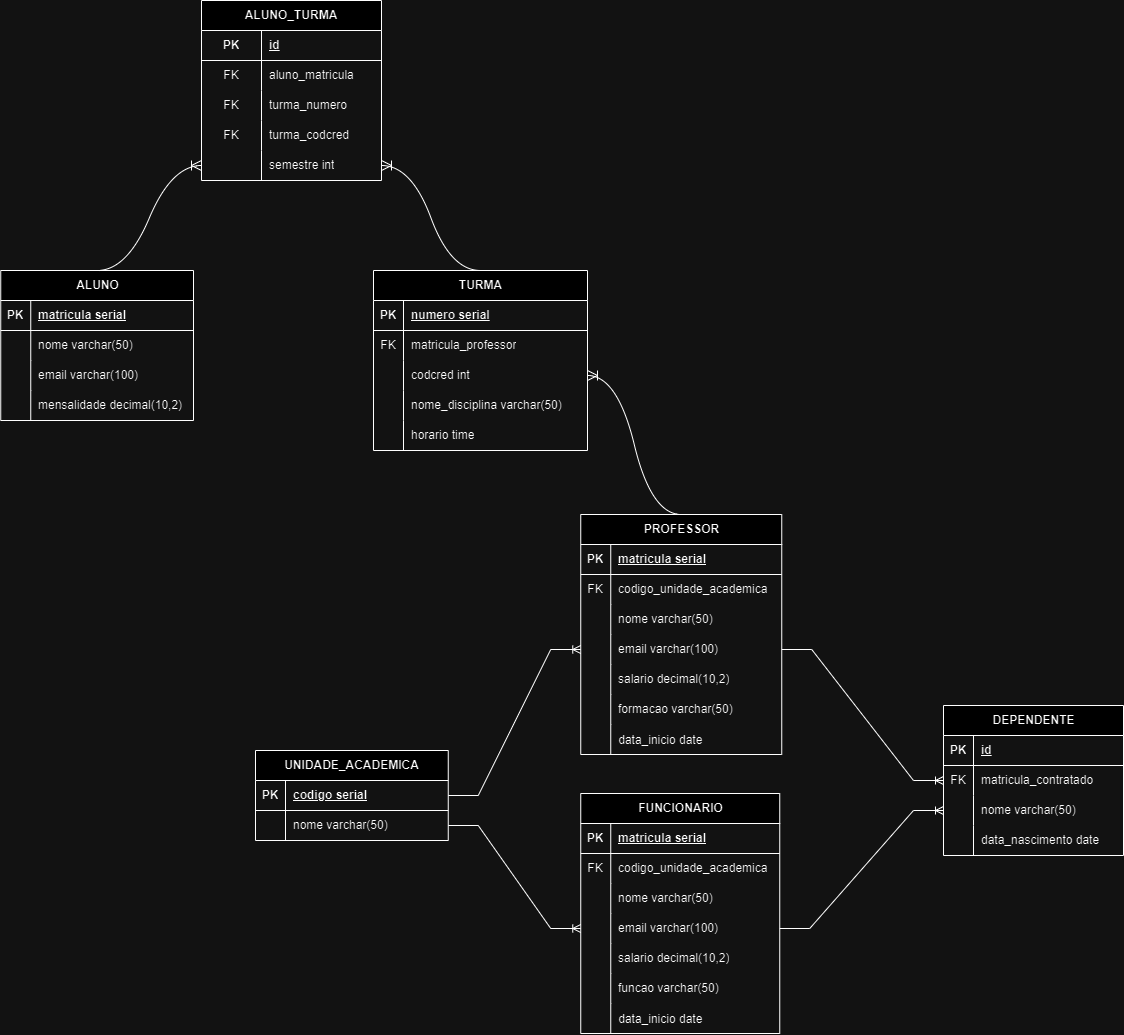 ALUNO_TURMA
PK id
FK aluno_matricula
FK turma_numero
FK turma_codcred
semestre int
ALUNO
PK matricula serial
nome varchar(50)
email varchar(100)
mensalidade decimal(10,2)
TURMA
PK numero serial
FK matricula_professor
codcred int
nome_disciplina varchar(50)
horario time
PROFESSOR
PK matricula serial
FK codigo_unidade_academica
nome varchar(50)
email varchar(100)
salario decimal(10,2)
formacao varchar(50)
data_inicio date
UNIDADE_ACADEMICA
PK codigo serial
nome varchar(50)
FUNCIONARIO
PK matricula serial
FK codigo_unidade_academica
nome varchar(50)
email varchar(100)
salario decimal(10,2)
funcao varchar(50)
data_inicio date
DEPENDENTE
PK id
FK matricula_contratado
nome varchar(50)
data_nascimento date